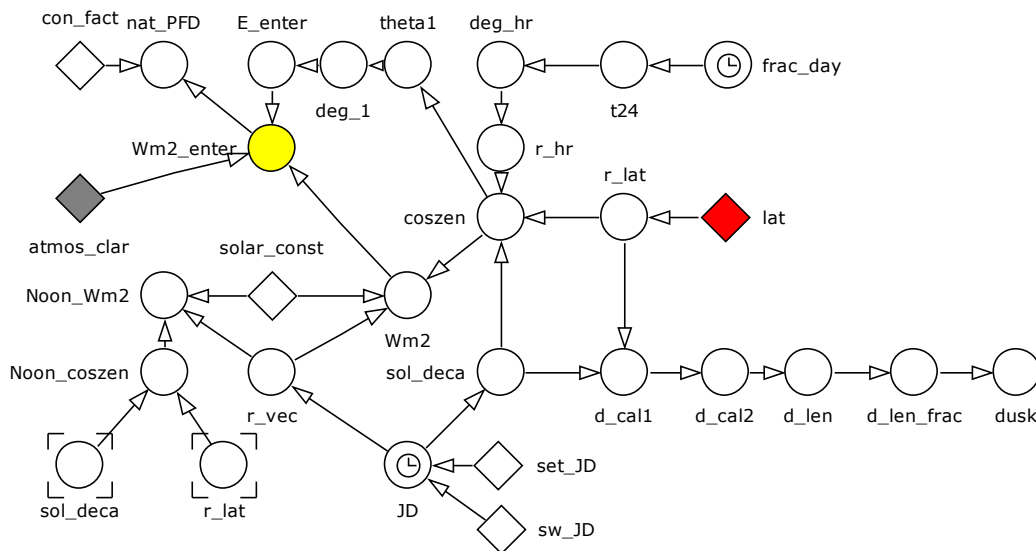 con_fact
nat_PFD
E_enter
theta1
deg_hr
frac_day
deg_1
t24
Wm2_enter
r_hr
r_lat
coszen
lat
atmos_clar
solar_const
Noon_Wm2
Wm2
Noon_coszen
r_vec
sol_deca
d_cal1
d_cal2
d_len
d_len_frac
dusk
set_JD
sol_deca
r_lat
JD
sw_JD